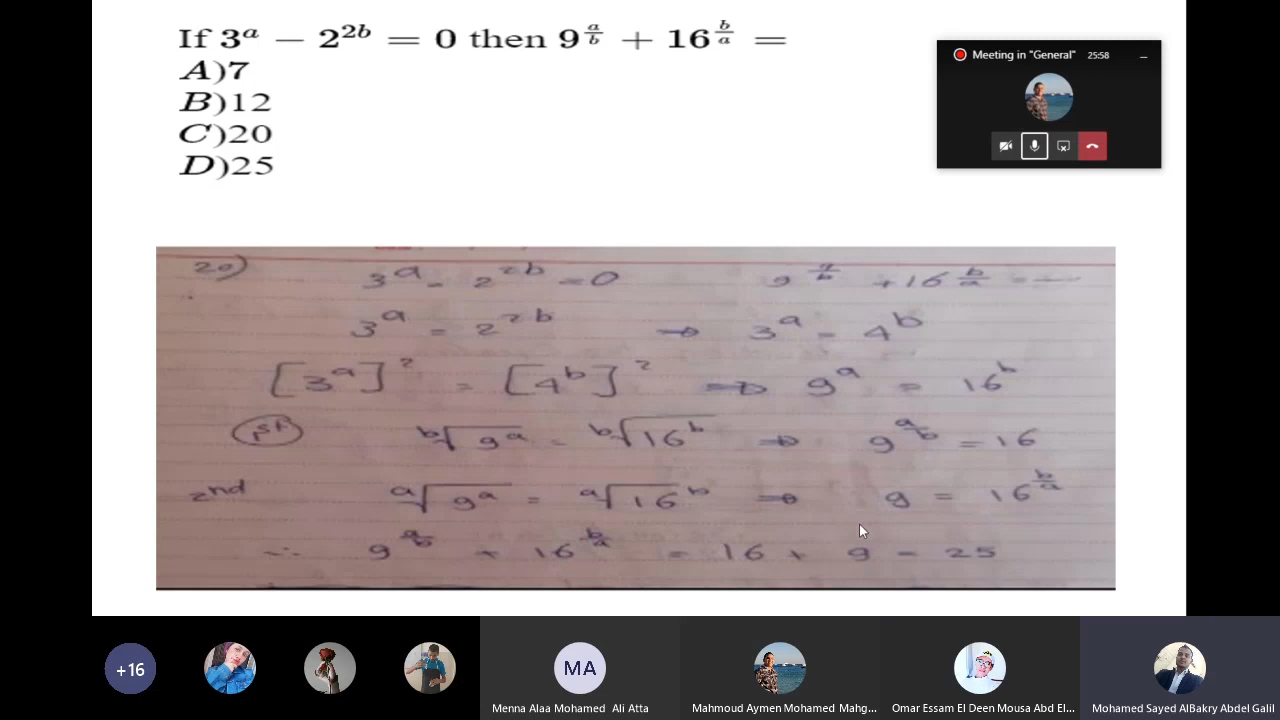 If 3^a − 2^{2b} = 0 then 9^{a/b} + 16^{b/a} =
A)7
B)12
C)20
D)25
Meeting in "General" 25:58
20) 3^a - 2^{2b} = 0 9^{a/b} + 16^{b/a} = ---
3^a = 2^{2b} → 3^a = 4^b
[3^a]^2 = [4^b]^2 ⇒ 9^a = 16^b
1st ᵇ√9^a = ᵇ√16^b → 9^{a/b} = 16
2nd ᵃ√9^a = ᵃ√16^b → 9 = 16^{b/a}
∴ 9^{a/b} + 16^{b/a} = 16 + 9 = 25
+16
MA
Menna Alaa Mohamed Ali Atta
Mahmoud Aymen Mohamed Mahg...
Omar Essam El Deen Mousa Abd El...
Mohamed Sayed AlBakry Abdel Galil